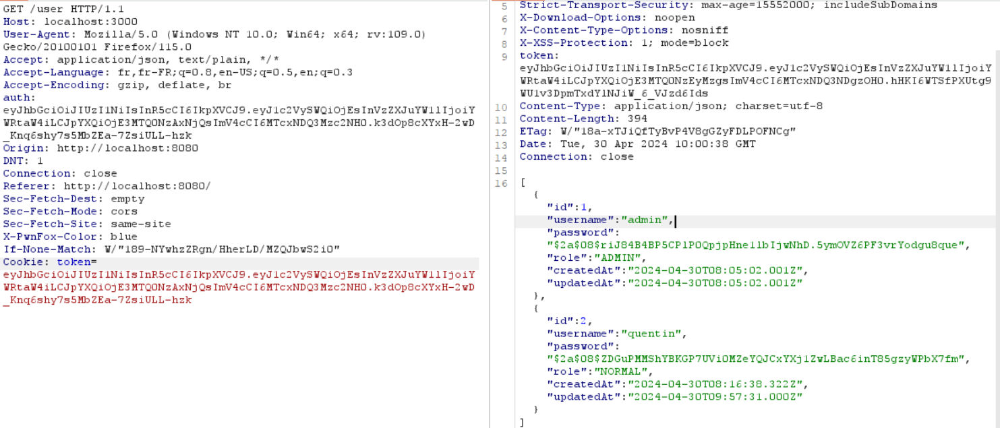 GET /user HTTP/1.1
Host: localhost:3000
User-Agent: Mozilla/5.0 (Windows NT 10.0; Win64; x64; rv:109.0)
Gecko/20100101 Firefox/115.0
Accept: application/json, text/plain, */*
Accept-Language: fr,fr-FR;q=0.8,en-US;q=0.5,en;q=0.3
Accept-Encoding: gzip, deflate, br
auth:
eyJhbGciOiJIUzI1NiIsInR5cCI6IkpXVCJ9.eyJ1c2VySWQiOjEsInVzZXJuYW1lIjoiY
WRtaW4iLCJpYXQiOjE3MTQ0NzAxNjQsImV4cCI6MTcxNDQ3Mzc2NH0.k3dOp8cXYxH-2wD
_Knq6shy7s5MbZEa-7ZsiULL-hzk
Origin: http://localhost:8080
DNT: 1
Connection: close
Referer: http://localhost:8080/
Sec-Fetch-Dest: empty
Sec-Fetch-Mode: cors
Sec-Fetch-Site: same-site
X-PwnFox-Color: blue
If-None-Match: W/"189-NYwhzZRgn/HherLD/MZQJbwS2i0"
Cookie: token=
eyJhbGciOiJIUzI1NiIsInR5cCI6IkpXVCJ9.eyJ1c2VySWQiOjEsInVzZXJuYW1lIjoiY
WRtaW4iLCJpYXQiOjE3MTQ0NzAxNjQsImV4cCI6MTcxNDQ3Mzc2NH0.k3dOp8cXYxH-2wD
_Knq6shy7s5MbZEa-7ZsiULL-hzk
5 Strict-Transport-Security: max-age=15552000; includeSubDomains
6 X-Download-Options: noopen
7 X-Content-Type-Options: nosniff
8 X-XSS-Protection: 1; mode=block
9 token:
eyJhbGciOiJIUzI1NiIsInR5cCI6IkpXVCJ9.eyJ1c2VySWQiOjEsInVzZXJuYW1lIjoiY
WRtaW4iLCJpYXQiOjE3MTQ0NzEyMzgsImV4cCI6MTcxNDQ3NDgzOH0.hHKI6WTSfPXUtg9
WU1v3DpmTxdYlNJiW_6_VJzd6Ids
10 Content-Type: application/json; charset=utf-8
11 Content-Length: 394
12 ETag: W/"18a-xTJiQfTyBvP4V8gGZyFDLPOFNCg"
13 Date: Tue, 30 Apr 2024 10:00:38 GMT
14 Connection: close
15
16 [
{
"id":1,
"username":"admin",
"password":
"$2a$08$riJ84B4BP5CPlP0QpjpHne1lbIjwNhD.5ymOVZ6PF3vrYodgu8que",
"role":"ADMIN",
"createdAt":"2024-04-30T08:05:02.001Z",
"updatedAt":"2024-04-30T08:05:02.001Z"
},
{
"id":2,
"username":"quentin",
"password":
"$2a$08$ZDGuPMMShYBKGP7UVi0MZeYQJCxYXj1ZwLBac6inT85gzyWPbX7fm",
"role":"NORMAL",
"createdAt":"2024-04-30T08:16:38.322Z",
"updatedAt":"2024-04-30T09:57:31.000Z"
}
]